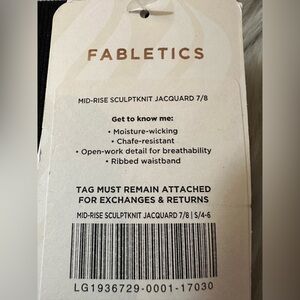 FABLETICS
MID-RISE SCULPTKNIT JACQUARD 7/8
Get to know me:
• Moisture-wicking
• Chafe-resistant
• Open-work detail for breathability
• Ribbed waistband
TAG MUST REMAIN ATTACHED
FOR EXCHANGES & RETURNS
MID-RISE SCULPTKNIT JACQUARD 7/8 | S/4-6
LG1936729-0001-17030